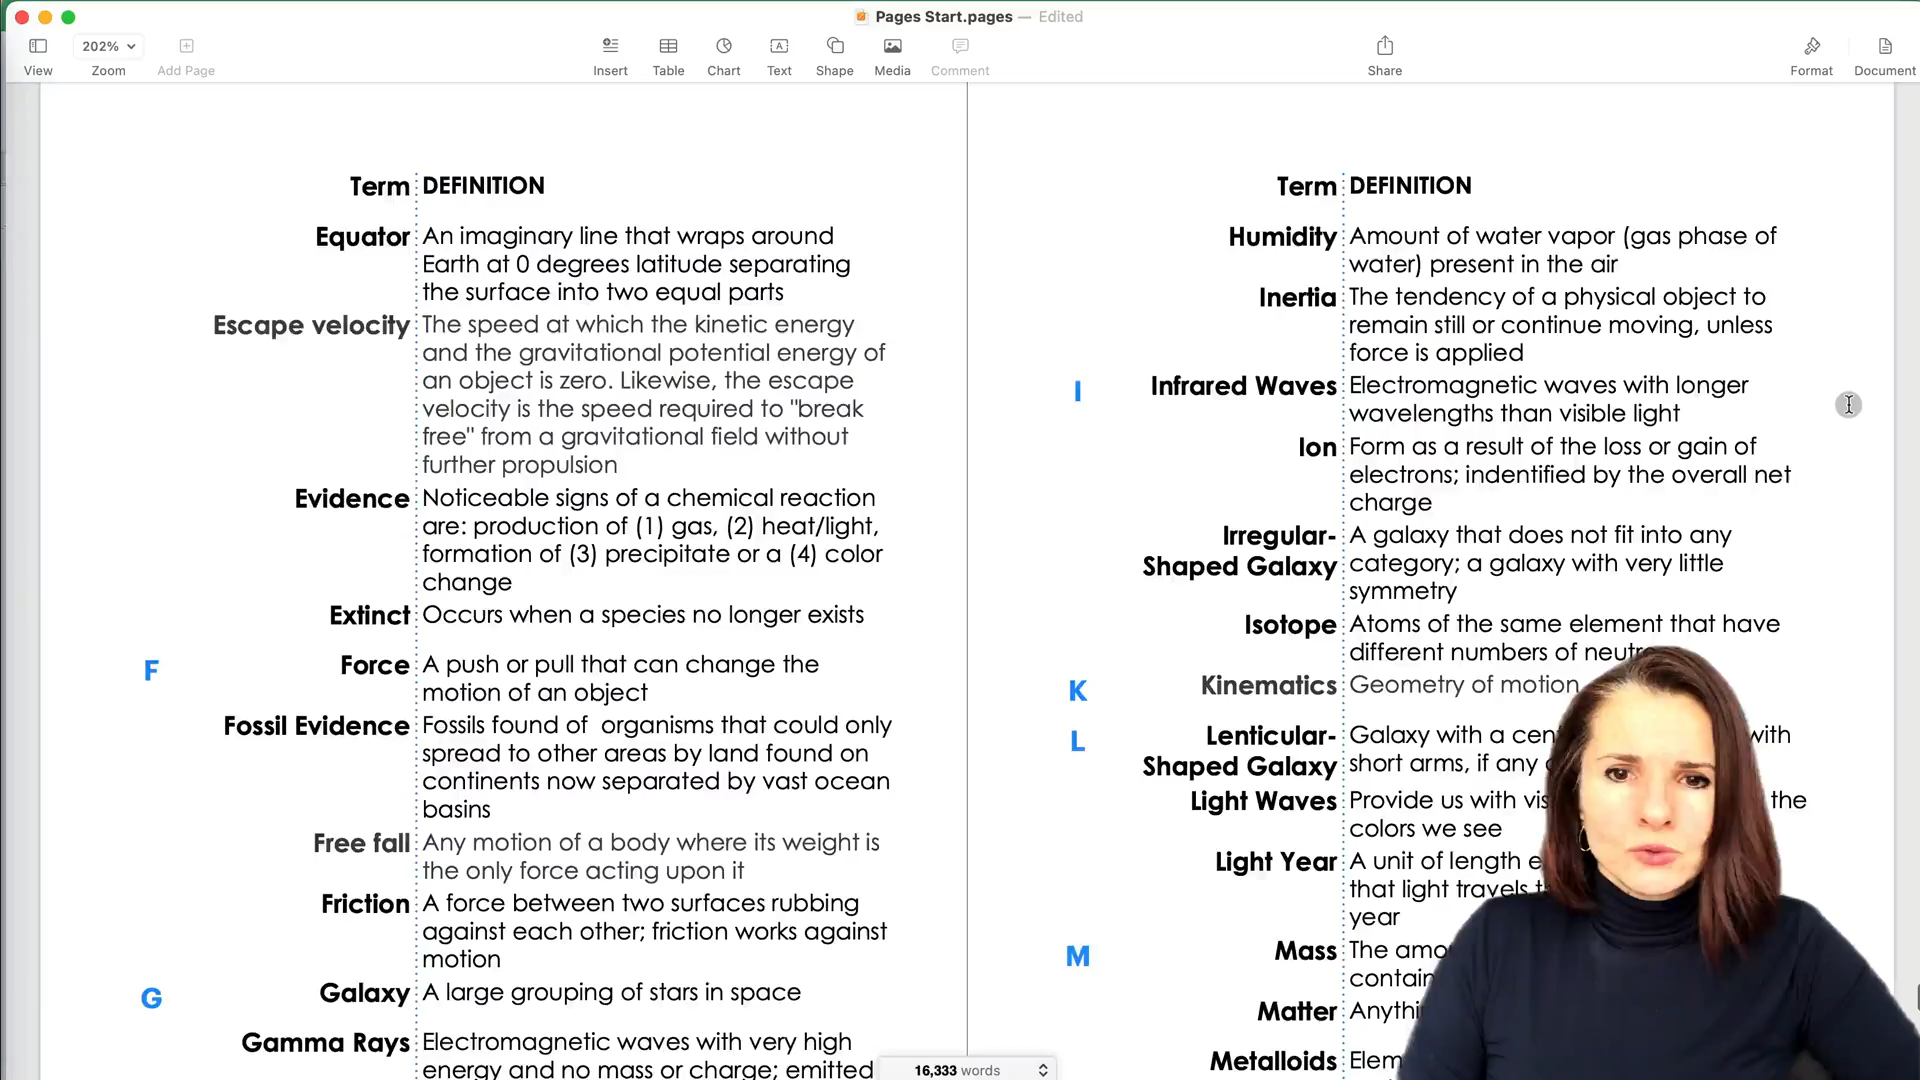 Pages Start.pages — Edited
202%
View Zoom Add Page Insert Table Chart Text Shape Media Comment Share Format Document
Term DEFINITION
Equator An imaginary line that wraps around
Earth at 0 degrees latitude separating
the surface into two equal parts
Escape velocity The speed at which the kinetic energy
and the gravitational potential energy of
an object is zero. Likewise, the escape
velocity is the speed required to "break
free" from a gravitational field without
further propulsion
Evidence Noticeable signs of a chemical reaction
are: production of (1) gas, (2) heat/light,
formation of (3) precipitate or a (4) color
change
Extinct Occurs when a species no longer exists
F Force A push or pull that can change the
motion of an object
Fossil Evidence Fossils found of organisms that could only
spread to other areas by land found on
continents now separated by vast ocean
basins
Free fall Any motion of a body where its weight is
the only force acting upon it
Friction A force between two surfaces rubbing
against each other; friction works against
motion
G Galaxy A large grouping of stars in space
Gamma Rays Electromagnetic waves with very high
energy and no mass or charge; emitted
Term DEFINITION
Humidity Amount of water vapor (gas phase of
water) present in the air
Inertia The tendency of a physical object to
remain still or continue moving, unless
force is applied
I Infrared Waves Electromagnetic waves with longer
wavelengths than visible light
Ion Form as a result of the loss or gain of
electrons; indentified by the overall net
charge
Irregular- A galaxy that does not fit into any
Shaped Galaxy category; a galaxy with very little
symmetry
Isotope Atoms of the same element that have
different numbers of
K Kinematics Geometry of motion
L Lenticular- Galaxy with a with
Shaped Galaxy short arms, if any
Light Waves Provide us with the
colors we see
Light Year A unit of length
that light travels
year
M Mass The
Matter
Metalloids
16,333 words